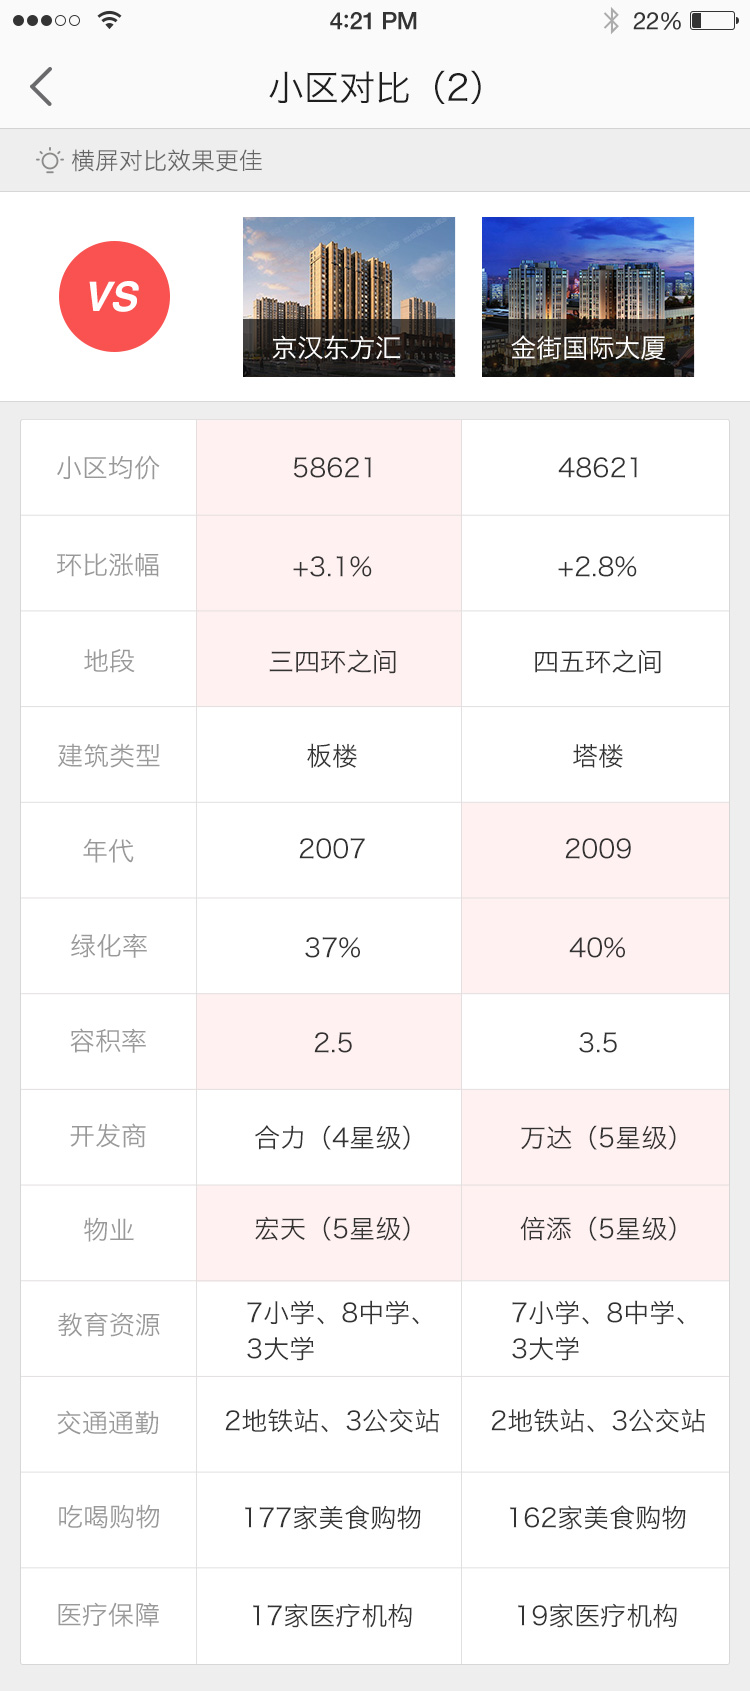 4:21 PM 22%
小区对比（2）
横屏对比效果更佳
VS 京汉东方汇 金街国际大厦
小区均价 58621 48621
环比涨幅 +3.1% +2.8%
地段 三四环之间 四五环之间
建筑类型 板楼 塔楼
年代 2007 2009
绿化率 37% 40%
容积率 2.5 3.5
开发商 合力（4星级） 万达（5星级）
物业 宏天（5星级） 倍添（5星级）
教育资源 7小学、8中学、 7小学、8中学、
3大学 3大学
交通通勤 2地铁站、3公交站 2地铁站、3公交站
吃喝购物 177家美食购物 162家美食购物
医疗保障 17家医疗机构 19家医疗机构